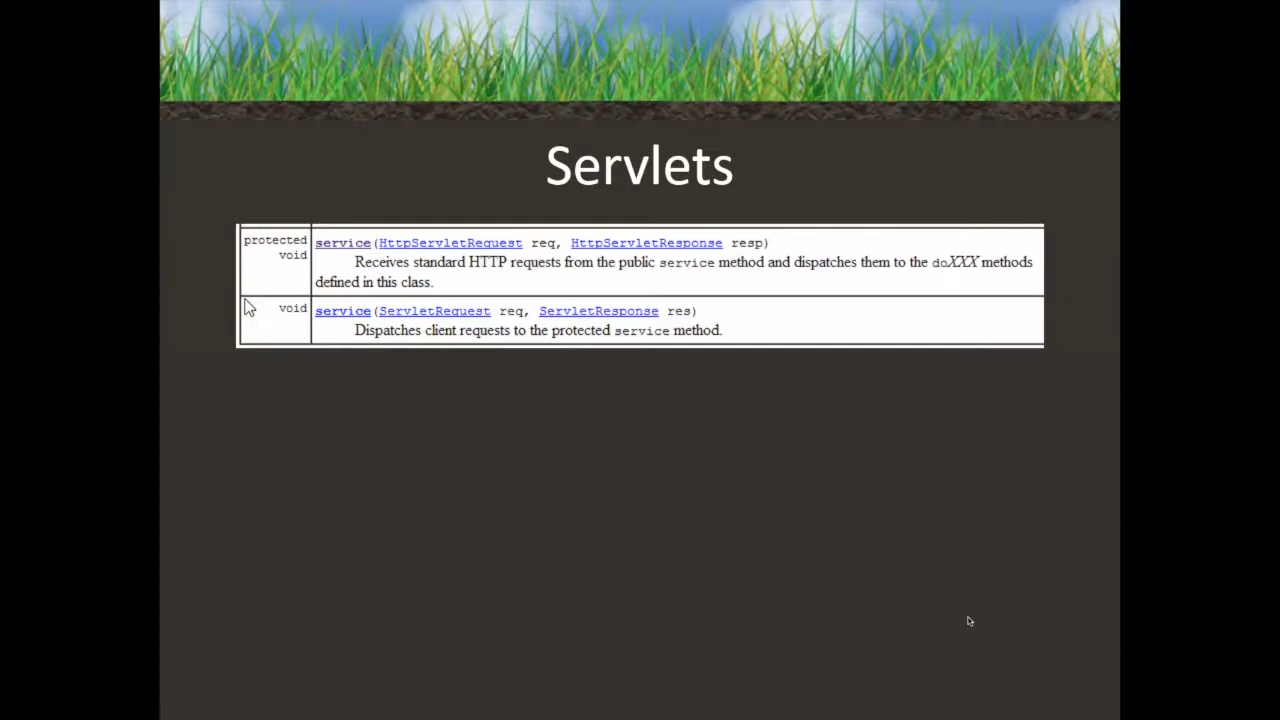 Servlets
protected void
service(HttpServletRequest req, HttpServletResponse resp)
Receives standard HTTP requests from the public service method and dispatches them to the doXXX methods
defined in this class.
void
service(ServletRequest req, ServletResponse res)
Dispatches client requests to the protected service method.